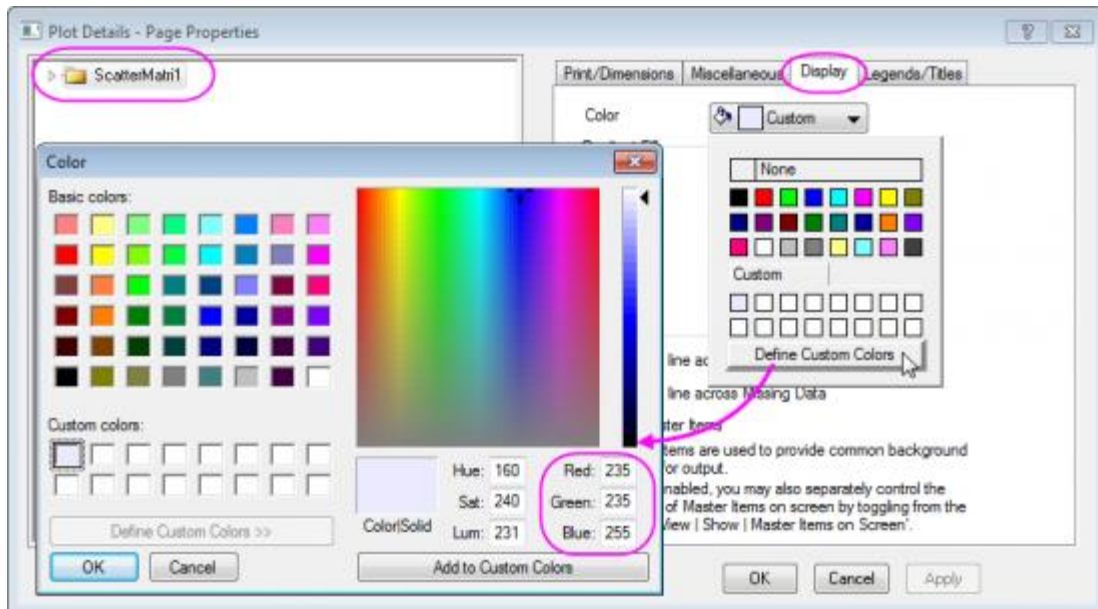 Plot Details - Page Properties
ScatterMatri1
Print/Dimensions Miscellaneous Display Legends/Titles
Color Custom
None
Custom
Define Custom Colors
line ac
line across Missing Data
ster Items
tems are used to provide common background
for output.
nabled, you may also separately control the
of Master Items on screen by toggling from the
View | Show | Master Items on Screen'.
OK Cancel Apply
Color
Basic colors:
Custom colors:
Define Custom Colors >>
OK Cancel
Color|Solid
Hue: 160 Red: 235
Sat: 240 Green: 235
Lum: 231 Blue: 255
Add to Custom Colors